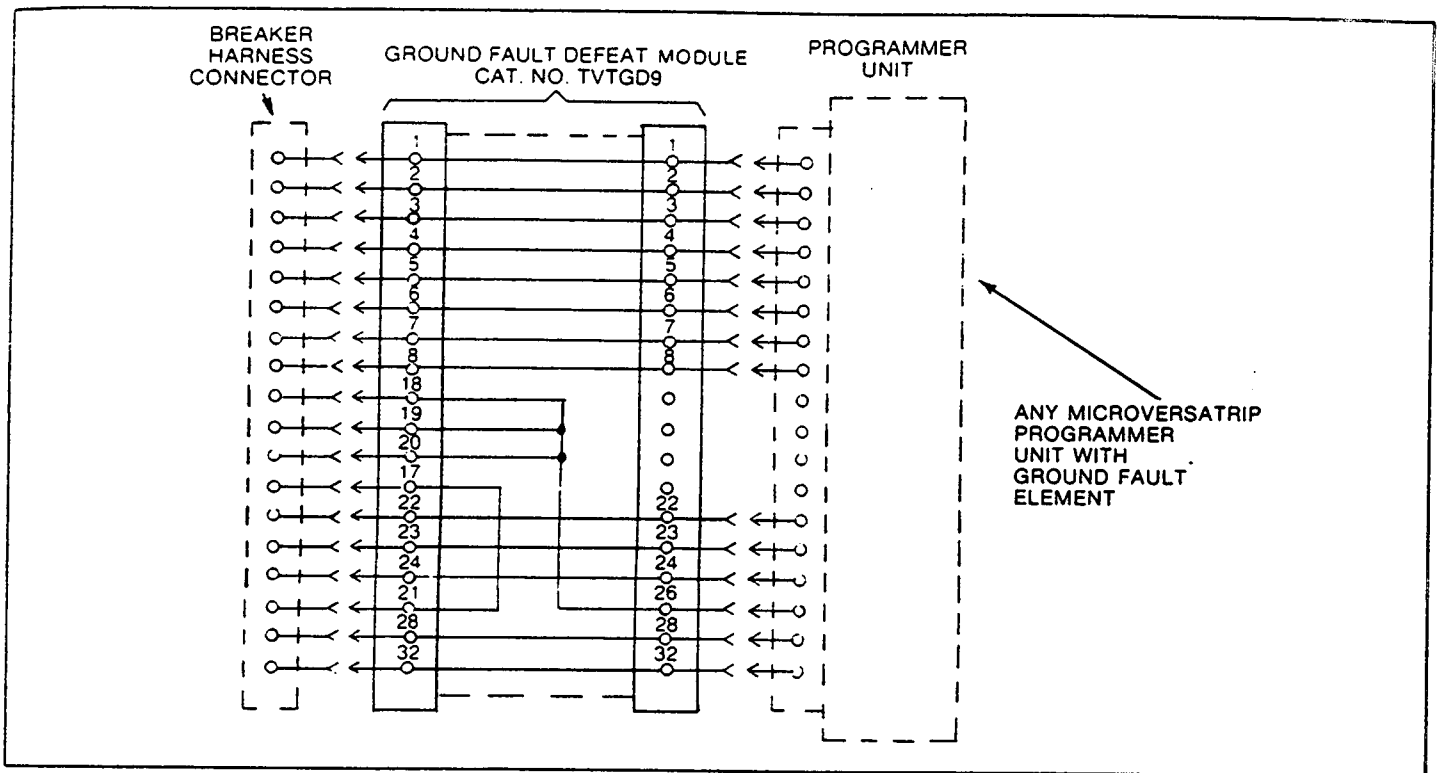 BREAKER
HARNESS
CONNECTOR
GROUND FAULT DEFEAT MODULE
CAT. NO. TVTGD9
PROGRAMMER
UNIT
1 1
2 2
3 3
4 4
5 5
6 6
7 7
8 8
18
19
20
17
22 22
23 23
24 24
21 26
28 28
32 32
ANY MICROVERSATRIP
PROGRAMMER
UNIT WITH
GROUND FAULT
ELEMENT